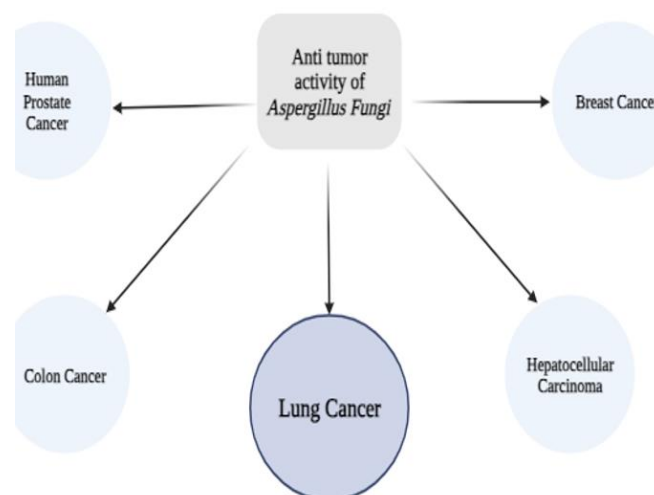 Anti tumor
activity of
Aspergillus Fungi
Human
Prostate
Cancer
Breast Cance
Colon Cancer
Lung Cancer
Hepatocellular
Carcinoma